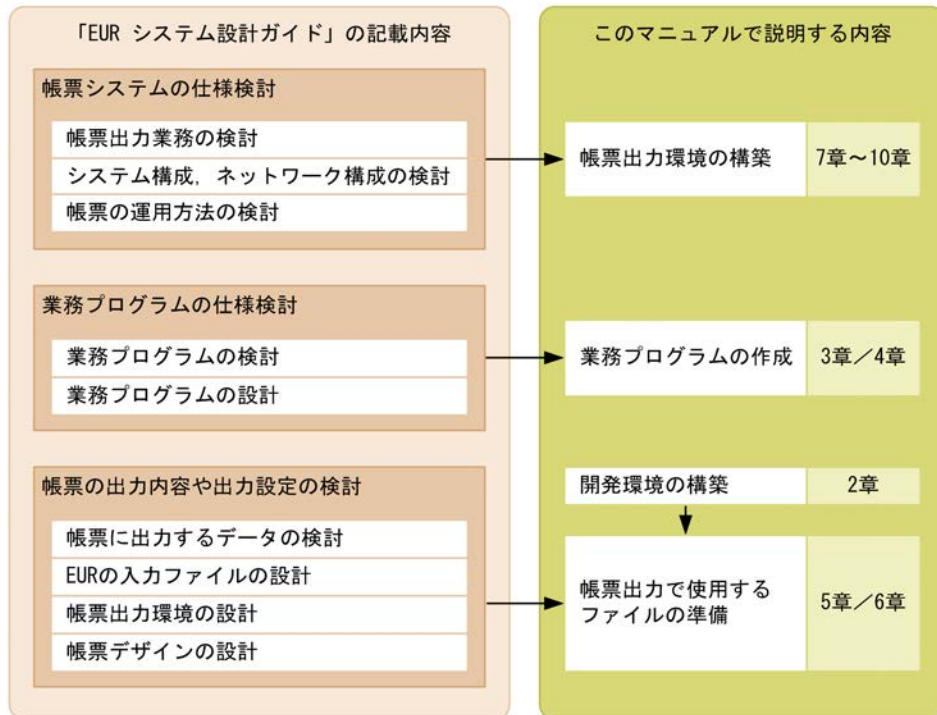 「EUR システム設計ガイド」の記載内容
帳票システムの仕様検討
帳票出力業務の検討
システム構成，ネットワーク構成の検討
帳票の運用方法の検討
業務プログラムの仕様検討
業務プログラムの検討
業務プログラムの設計
帳票の出力内容や出力設定の検討
帳票に出力するデータの検討
EURの入力ファイルの設計
帳票出力環境の設計
帳票デザインの設計
このマニュアルで説明する内容
帳票出力環境の構築
7章～10章
業務プログラムの作成
3章／4章
開発環境の構築
2章
帳票出力で使用する
ファイルの準備
5章／6章